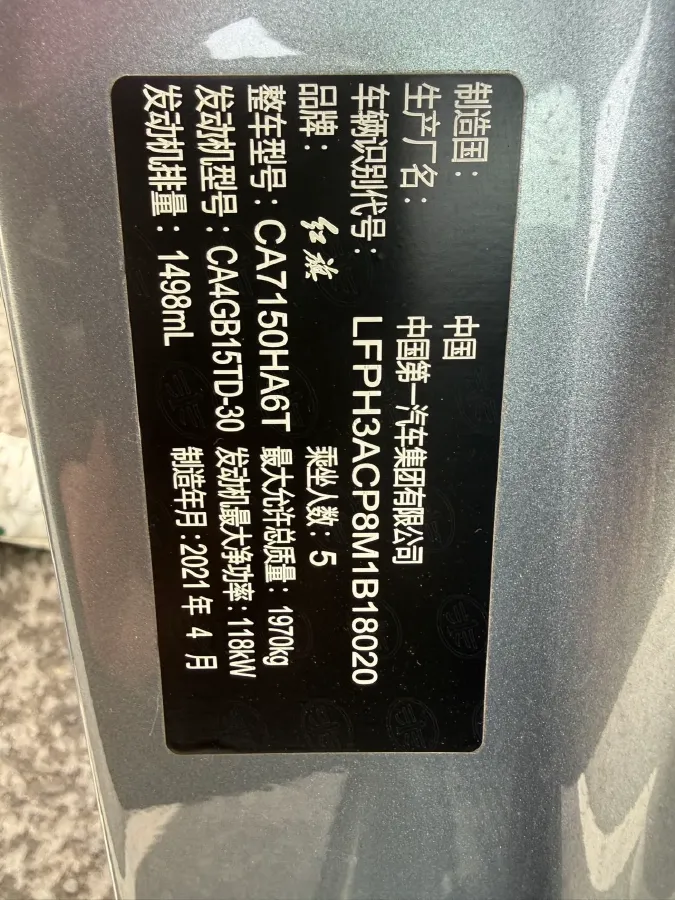 制造国： 中国
生产厂名： 中国第一汽车集团有限公司
车辆识别代号： LFPH3ACP8M1B18020
品牌： 红旗 乘坐人数：5
整车型号：CA7150HA6T 最大允许总质量：1970kg
发动机型号：CA4GB15TD-30 发动机最大净功率：118kW
发动机排量：1498mL 制造年月：2021年4月